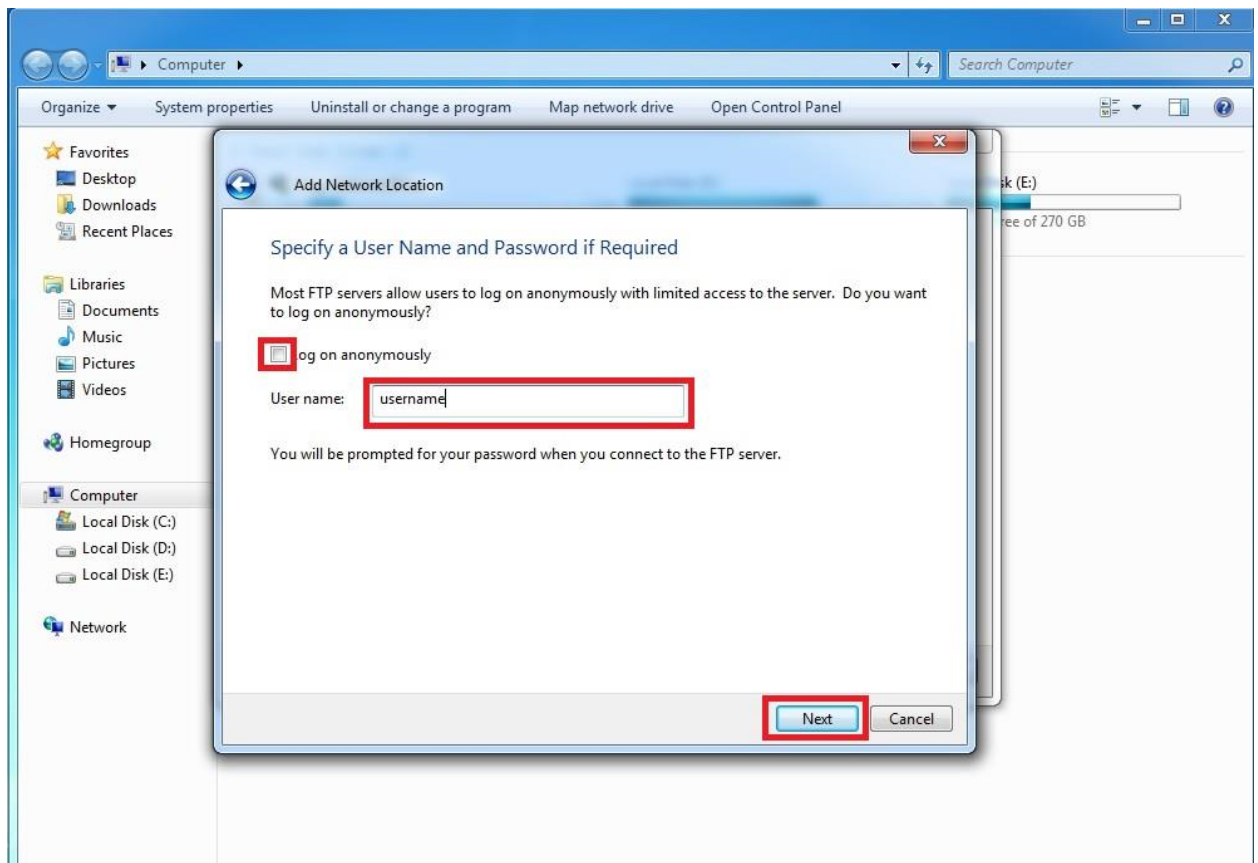 Computer
Search Computer
Organize
System properties
Uninstall or change a program
Map network drive
Open Control Panel
Favorites
Desktop
Downloads
Recent Places
Libraries
Documents
Music
Pictures
Videos
Homegroup
Computer
Local Disk (C:)
Local Disk (D:)
Local Disk (E:)
Network
Add Network Location
Specify a User Name and Password if Required
Most FTP servers allow users to log on anonymously with limited access to the server. Do you want
to log on anonymously?
og on anonymously
User name: username
You will be prompted for your password when you connect to the FTP server.
Next
Cancel
sk (E:)
ree of 270 GB